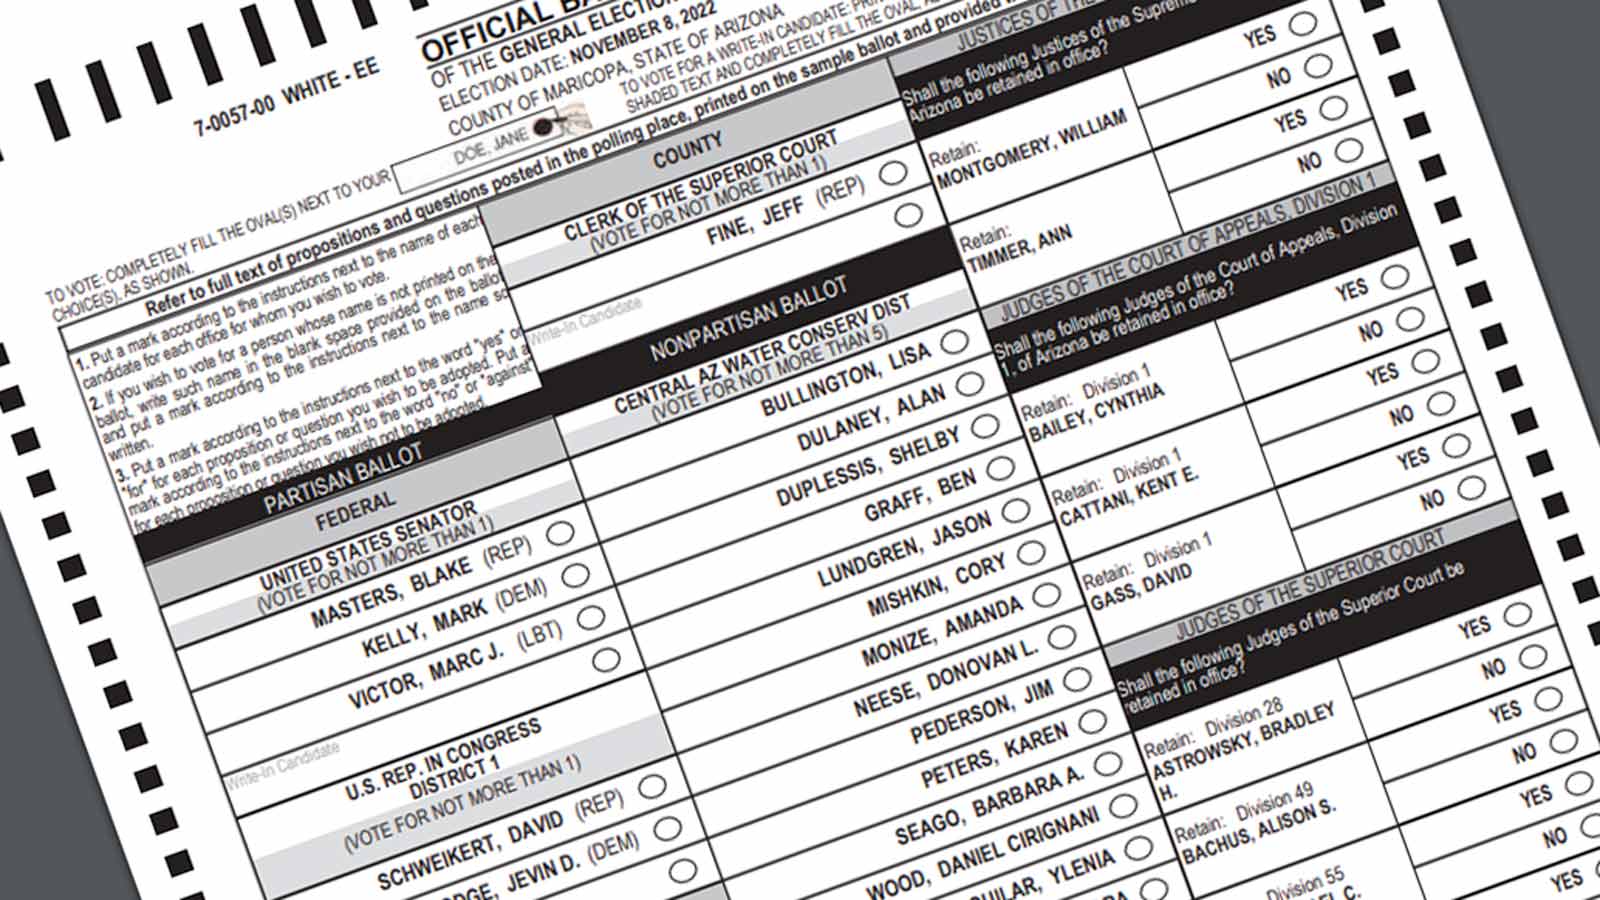 7-0057-00 WHITE - EE
OFFICIAL
OF THE GENERAL ELECTION
ELECTION DATE: NOVEMBER 8, 2022
COUNTY OF MARICOPA, STATE OF ARIZONA
TO VOTE FOR A WRITE-IN CANDIDATE:
SHADED TEXT AND COMPLETELY FILL THE OVAL,
DOE, JANE
TO VOTE: COMPLETELY FILL THE OVAL(S) NEXT TO YOUR
CHOICE(S), AS SHOWN.
Refer to full text of propositions and questions posted in the polling place, printed on the sample ballot and provided
1. Put a mark according to the instructions next to the name of each
candidate for each office for whom you wish to vote.
2. If you wish to vote for a person whose name is not printed on the
ballot, write such name in the blank space provided on the ballot
and put a mark according to the instructions next to the name so
written.
3. Put a mark according to the instructions next to the word "yes" or
"for" for each proposition or question you wish to be adopted. Put a
mark according to the instructions next to the word "no" or "against"
for each proposition or question you wish not to be adopted.
PARTISAN BALLOT
FEDERAL
UNITED STATES SENATOR
(VOTE FOR NOT MORE THAN 1)
MASTERS, BLAKE (REP)
KELLY, MARK (DEM)
VICTOR, MARC J. (LBT)
Write-In Candidate
U.S. REP. IN CONGRESS
DISTRICT 1
(VOTE FOR NOT MORE THAN 1)
SCHWEIKERT, DAVID (REP)
JEVIN D. (DEM)
COUNTY
CLERK OF THE SUPERIOR COURT
(VOTE FOR NOT MORE THAN 1)
FINE, JEFF (REP)
Write-In Candidate
NONPARTISAN BALLOT
CENTRAL AZ WATER CONSERV DIST
(VOTE FOR NOT MORE THAN 5)
BULLINGTON, LISA
DULANEY, ALAN
DUPLESSIS, SHELBY
GRAFF, BEN
LUNDGREN, JASON
MISHKIN, CORY
MONIZE, AMANDA
NEESE, DONOVAN L.
PEDERSON, JIM
PETERS, KAREN
SEAGO, BARBARA A.
WOOD, DANIEL CIRIGNANI
YLENIA
JUSTICES OF THE
Shall the following Justices of the Supreme
Arizona be retained in office?
YES
NO
Retain:
MONTGOMERY, WILLIAM
YES
NO
Retain:
TIMMER, ANN
JUDGES OF THE COURT OF APPEALS, DIVISION 1
Shall the following Judges of the Court of Appeals, Division
1, of Arizona be retained in office?
YES
NO
Retain: Division 1
BAILEY, CYNTHIA
YES
NO
Retain: Division 1
CATTANI, KENT E.
YES
NO
Retain: Division 1
GASS, DAVID
JUDGES OF THE SUPERIOR COURT
Shall the following Judges of the Superior Court be
retained in office?
YES
NO
Retain: Division 28
ASTROWSKY, BRADLEY
H.
YES
NO
Retain: Division 49
BACHUS, ALISON S.
YES
NO
Division 55
C.
YES